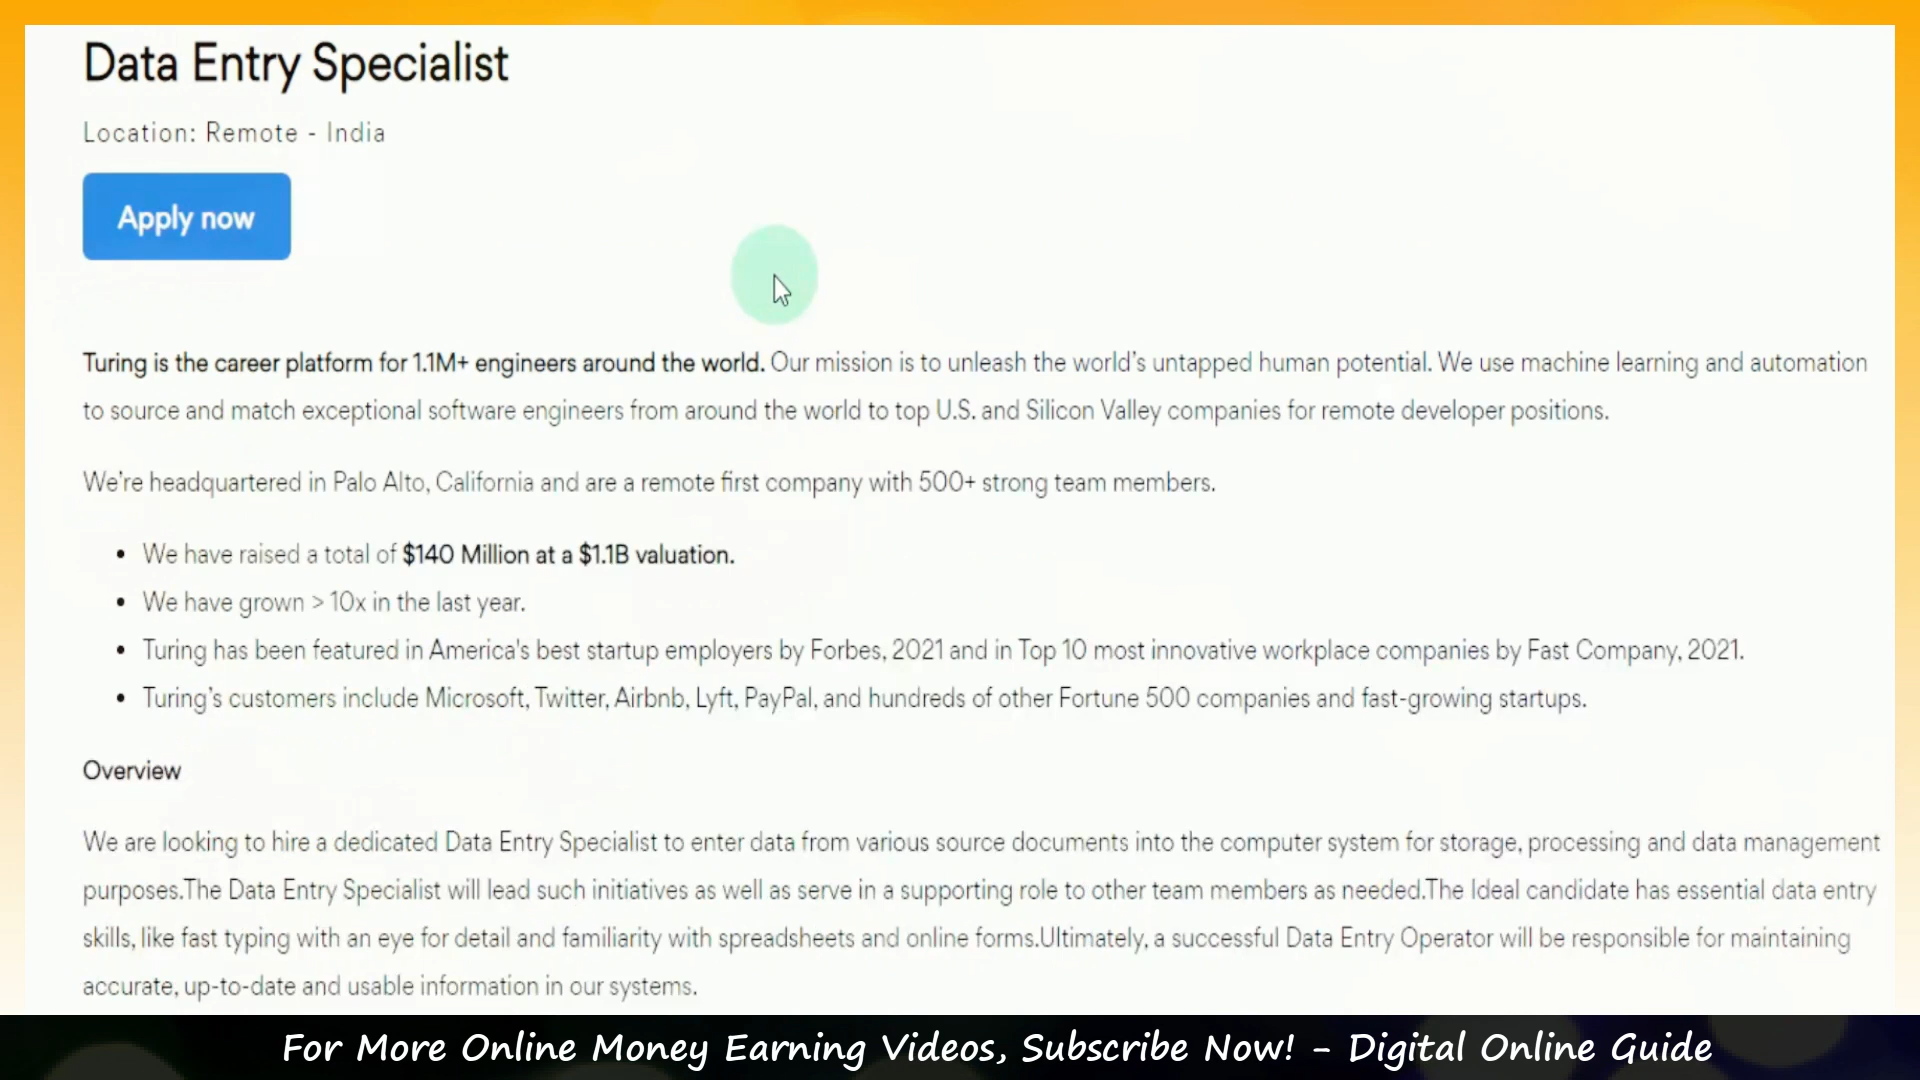 Data Entry Specialist
Location: Remote - India
Apply now
Turing is the career platform for 1.1M+ engineers around the world. Our mission is to unleash the world's untapped human potential. We use machine learning and automation
to source and match exceptional software engineers from around the world to top U.S. and Silicon Valley companies for remote developer positions.
We're headquartered in Palo Alto, California and are a remote first company with 500+ strong team members.
• We have raised a total of $140 Million at a $1.1B valuation.
• We have grown > 10x in the last year.
• Turing has been featured in America's best startup employers by Forbes, 2021 and in Top 10 most innovative workplace companies by Fast Company, 2021.
• Turing's customers include Microsoft, Twitter, Airbnb, Lyft, PayPal, and hundreds of other Fortune 500 companies and fast-growing startups.
Overview
We are looking to hire a dedicated Data Entry Specialist to enter data from various source documents into the computer system for storage, processing and data management
purposes.The Data Entry Specialist will lead such initiatives as well as serve in a supporting role to other team members as needed.The Ideal candidate has essential data entry
skills, like fast typing with an eye for detail and familiarity with spreadsheets and online forms.Ultimately, a successful Data Entry Operator will be responsible for maintaining
accurate, up-to-date and usable information in our systems.
For More Online Money Earning Videos, Subscribe Now! - Digital Online Guide